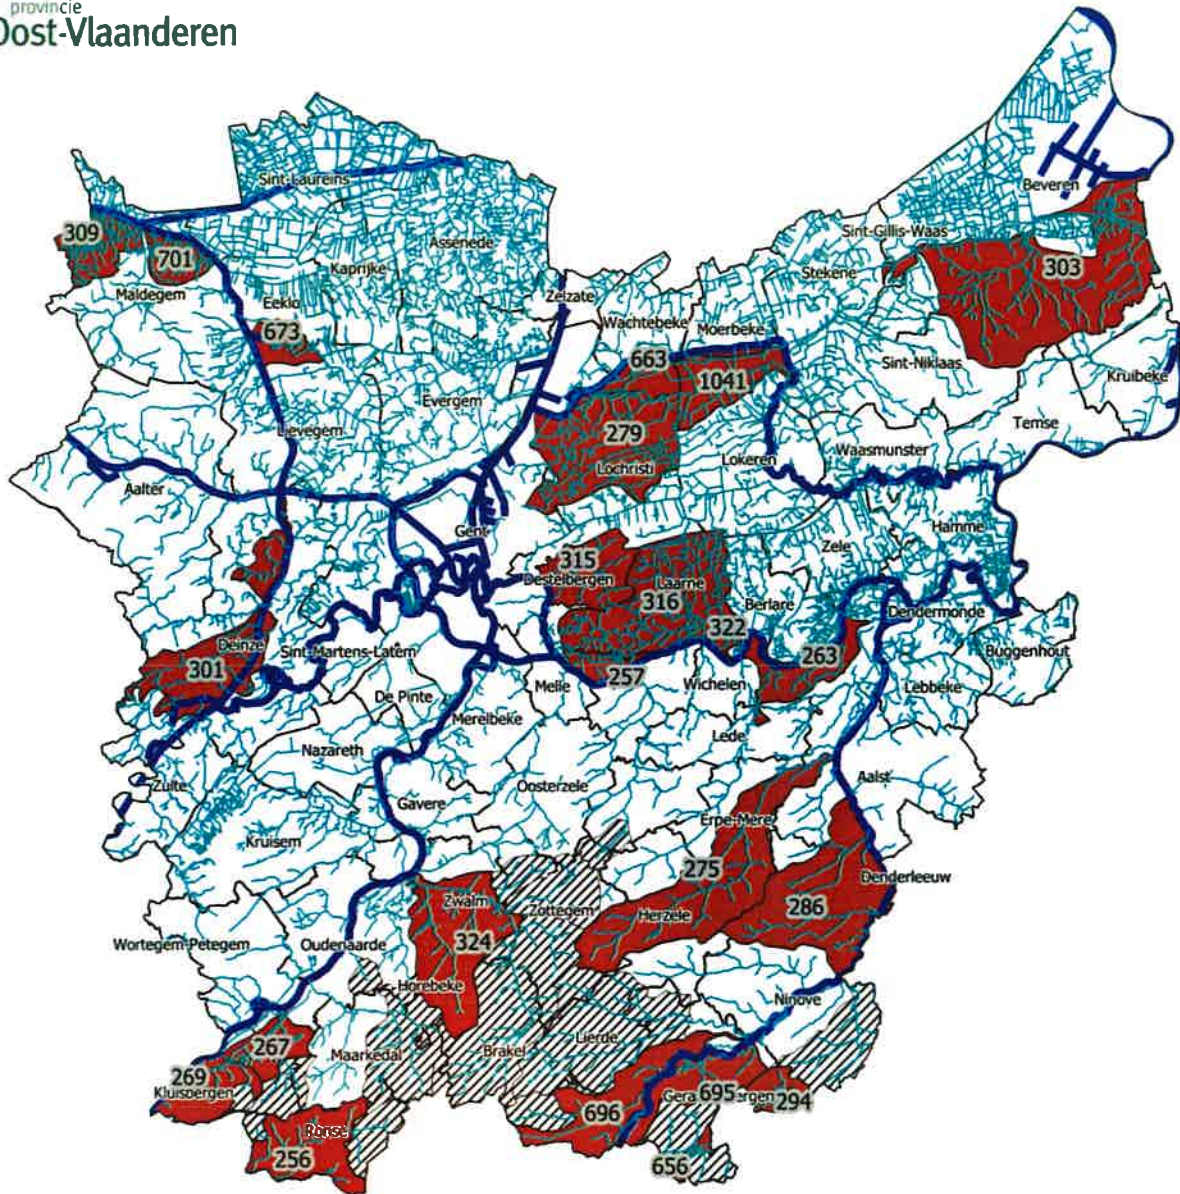 provincie
Oost-Vlaanderen
Sint-Laureins
Beveren
309
701
Assenede
Sint-Gillis-Waas
303
Kaprijke
Stekene
Maldegem
Eeklo
Zelzate
673
Wachtebeke
Moerbeke
663
1041
Sint-Niklaas
Kruibeke
Evergem
279
Temse
Lievegem
Lochristi
Lokeren
Waasmunster
Aalter
Gent
Hamme
Zele
315
Destelbergen
Laarne
316
Berlare
Dendermonde
322
Deinze
Sint-Martens-Latem
263
Buggenhout
301
257
Melle
Wichelen
Lebbeke
De Pinte
Merelbeke
Nazareth
Lede
Zulte
Oosterzele
Aalst
Gavere
Erpe-Mere
Kruisem
275
Denderleeuw
Zwalm
Zottegem
Herzele
286
Wortegem-Petegem
Oudenaarde
324
Horebeke
Ninove
267
Maarkedal
Brakel
Lierde
269
Kluisbergen
Gera
695
ergen
294
696
Ronse
256
656